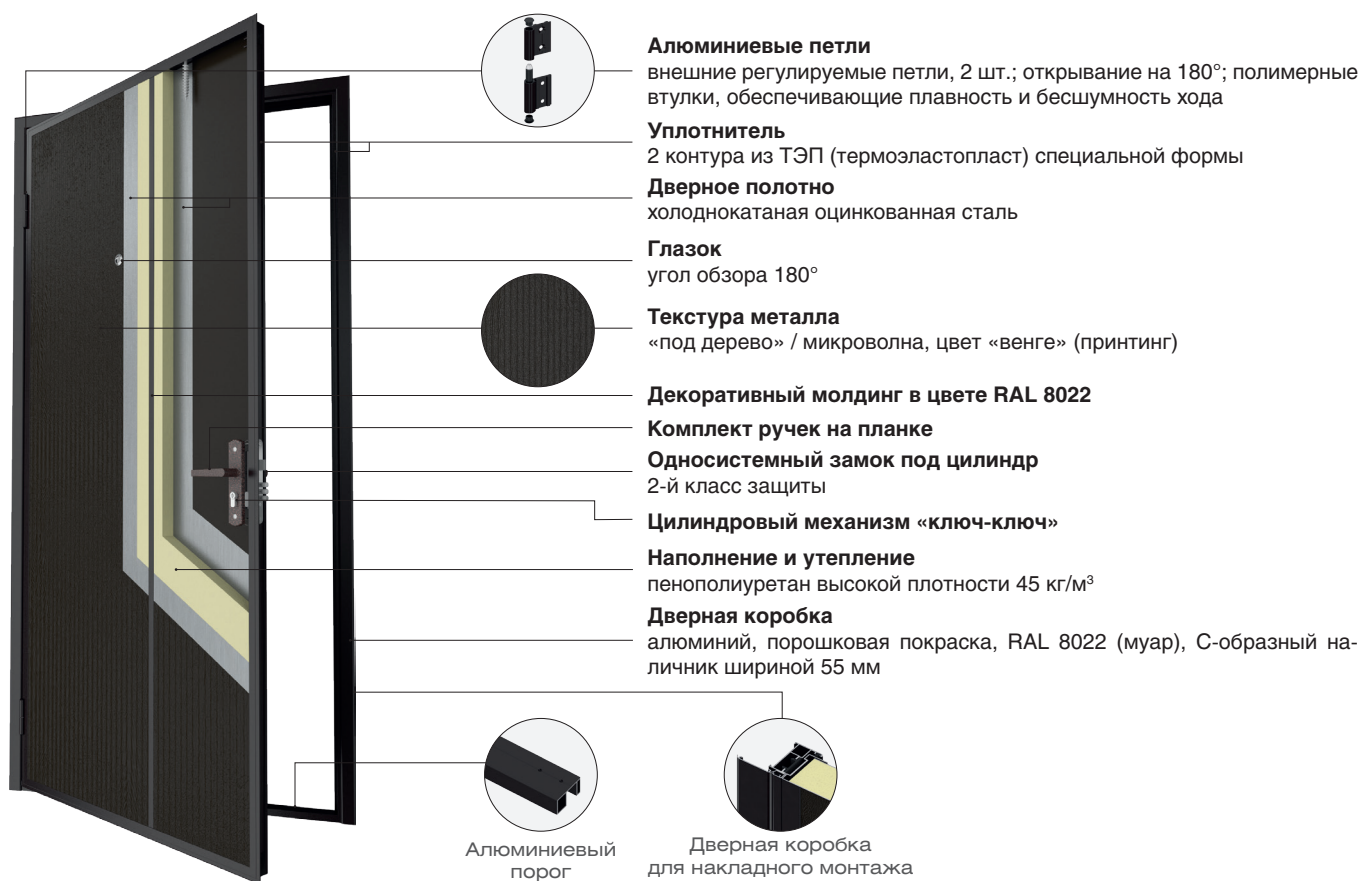 Алюминиевые петли
внешние регулируемые петли, 2 шт.; открывание на 180°; полимерные
втулки, обеспечивающие плавность и бесшумность хода
Уплотнитель
2 контура из ТЭП (термоэластопласт) специальной формы
Дверное полотно
холоднокатаная оцинкованная сталь
Глазок
угол обзора 180°
Текстура металла
«под дерево» / микроволна, цвет «венге» (принтинг)
Декоративный молдинг в цвете RAL 8022
Комплект ручек на планке
Односистемный замок под цилиндр
2-й класс защиты
Цилиндровый механизм «ключ-ключ»
Наполнение и утепление
пенополиуретан высокой плотности 45 кг/м³
Дверная коробка
алюминий, порошковая покраска, RAL 8022 (муар), С-образный на-
личник шириной 55 мм
Алюминиевый
порог
Дверная коробка
для накладного монтажа